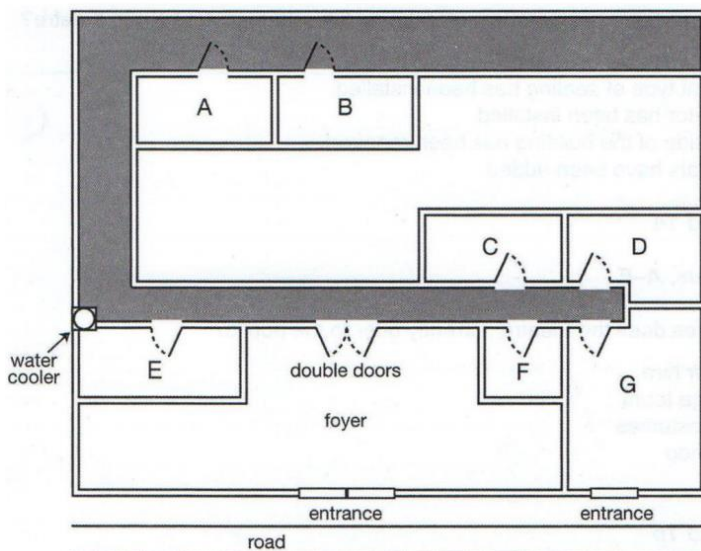 A B
C D
water
cooler
E double doors F
G
foyer
entrance entrance
road